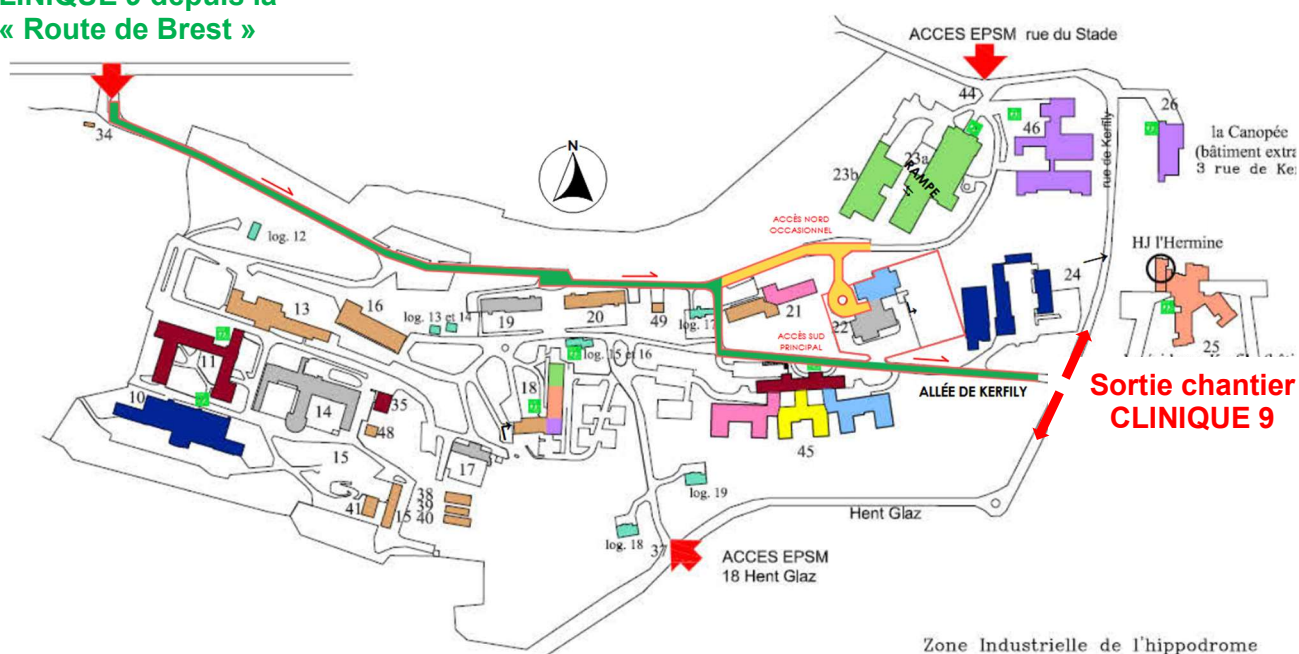 « Route de Brest »
ACCES EPSM rue du Stade
44
26
34
46
rue de Kerfily
la Canopée
(bâtiment extra
23a
RAMPE
23b
N
ACCÈS NORD
OCCASIONNEL
log. 12
HJ l'Hermine
24
13
16
log. 13 et 14
19
20
49
log. 17
21
22
25
ACCÈS SUD
PRINCIPAL
11
log. 15 et 16
18
ALLÉE DE KERFILY
Sortie chantier
CLINIQUE 9
10
14
35
48
45
15
17
41
15
38
39
40
log. 19
log. 18
37
Hent Glaz
ACCES EPSM
18 Hent Glaz
Zone Industrielle de l'hippodrome